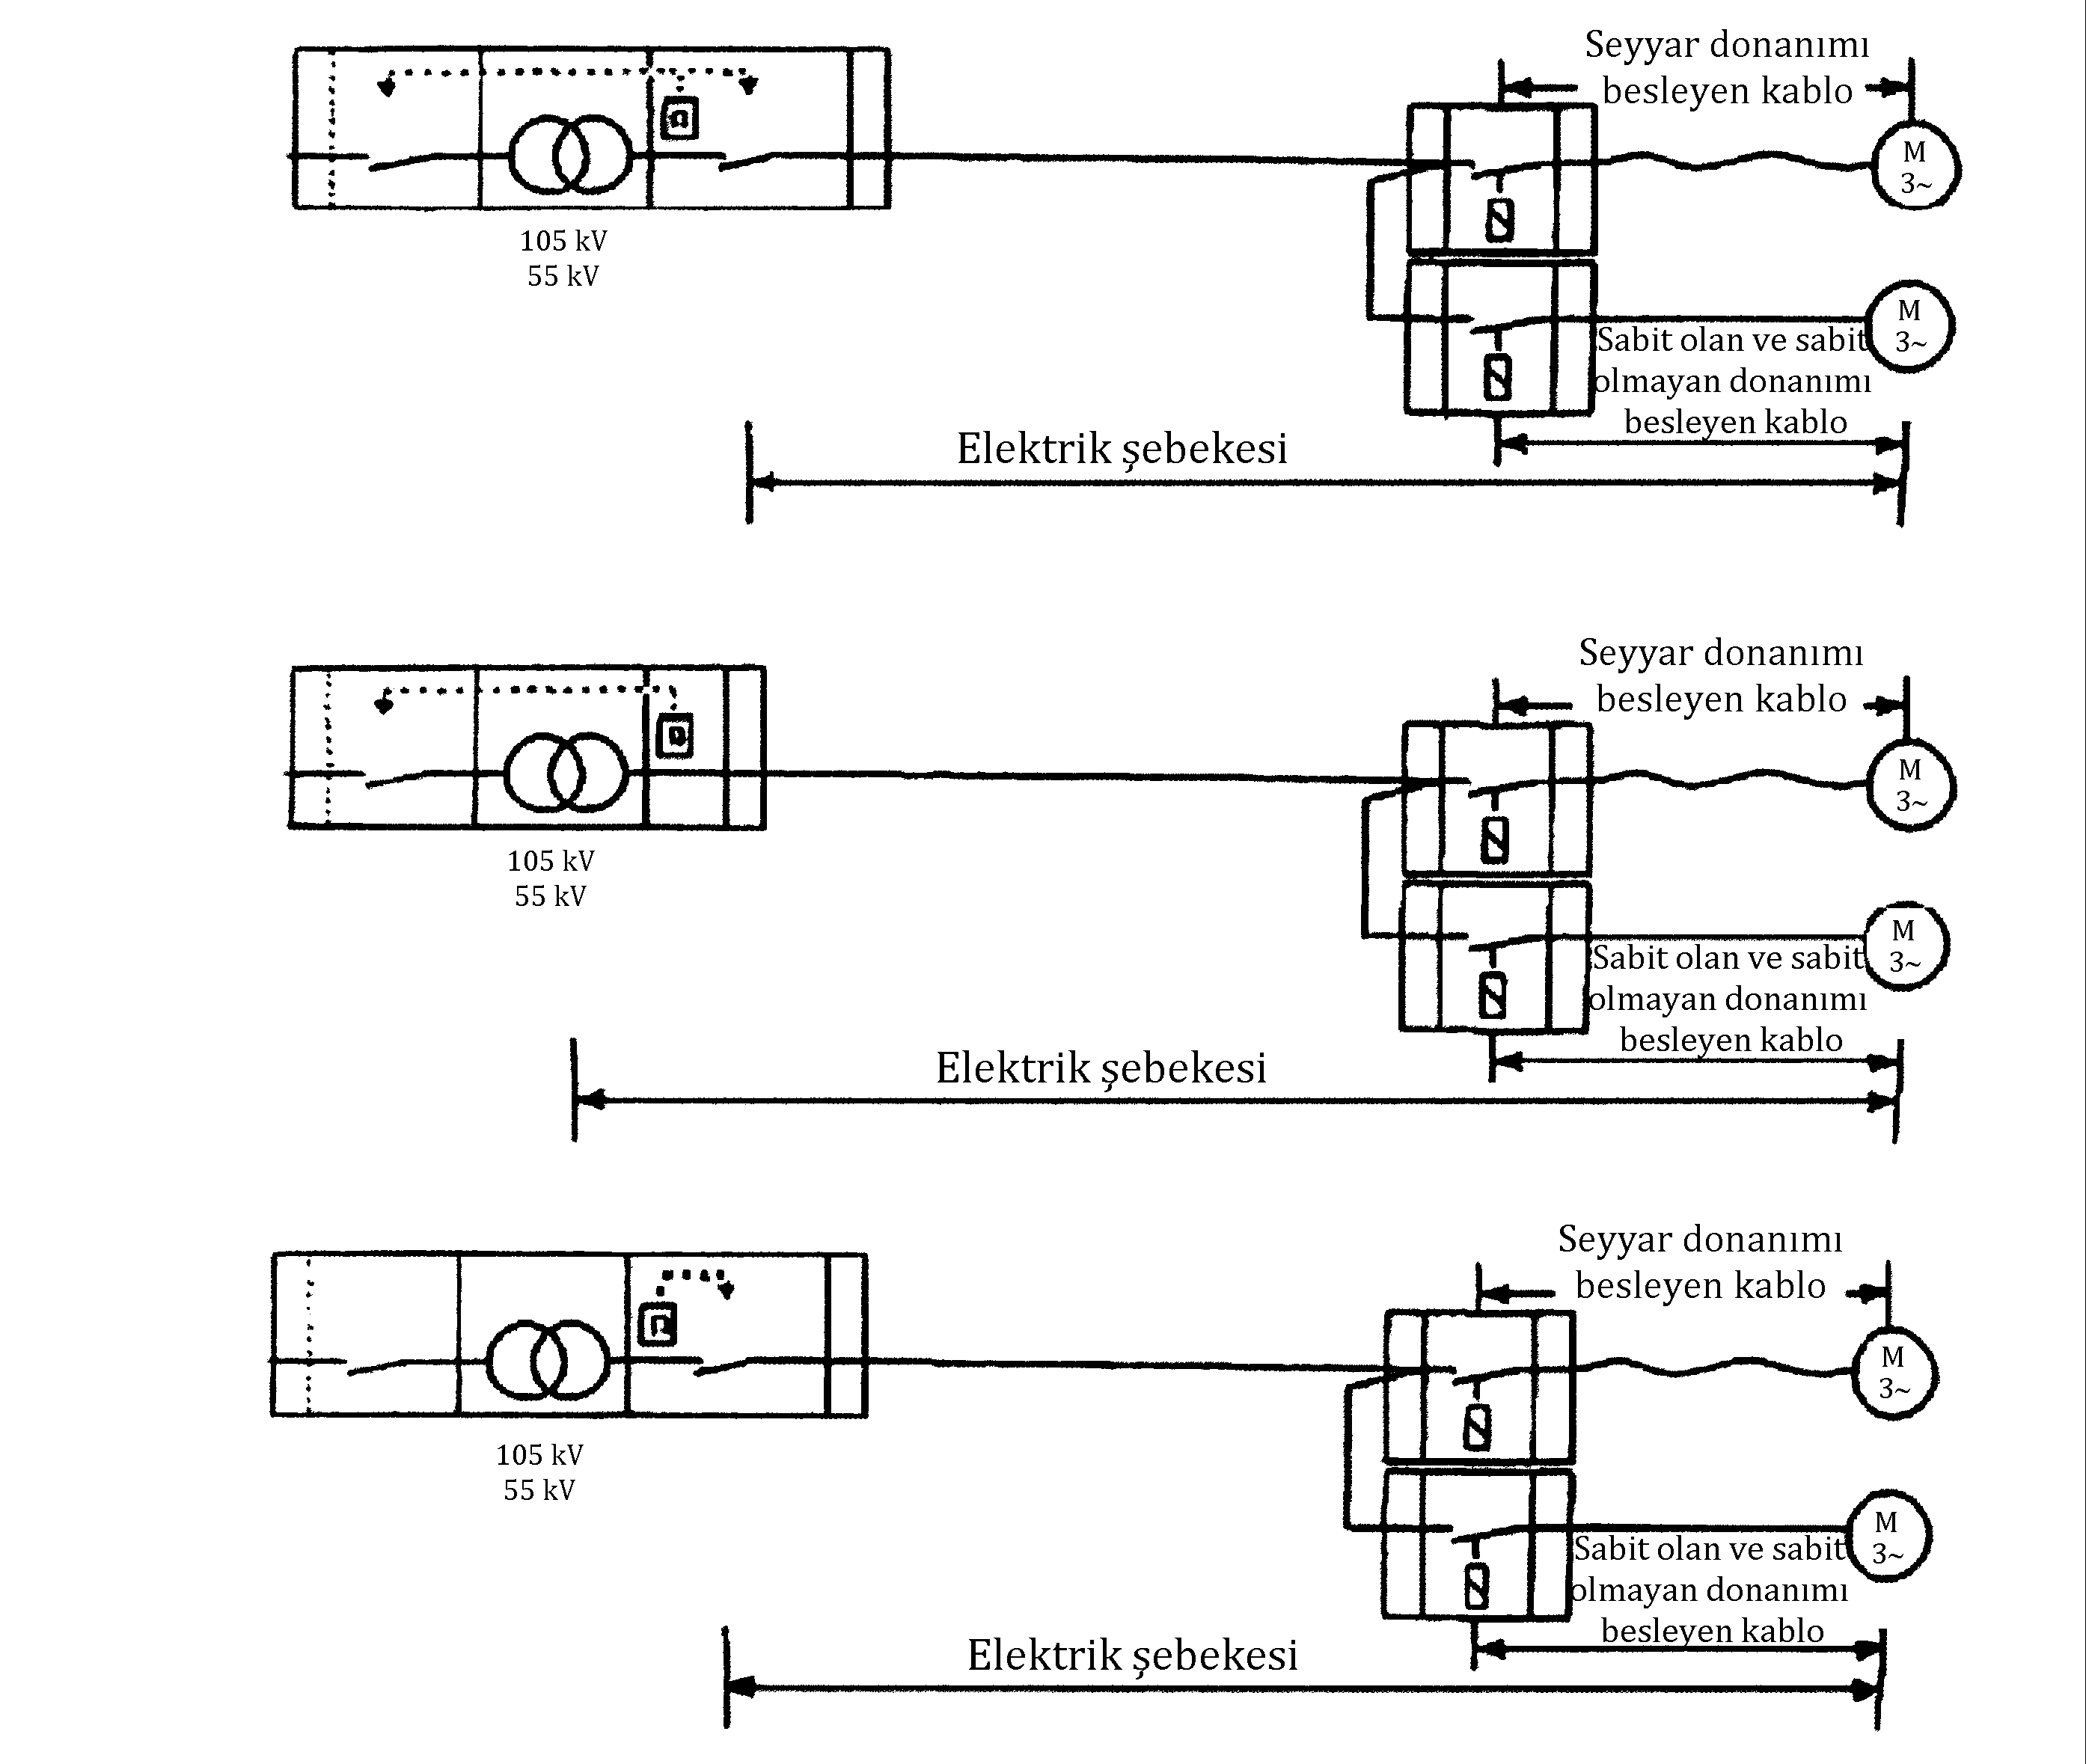 Seyyar donanımı
besleyen kablo
M
3~
105 kV
55 kV
M
3~
Sabit olan ve sabit
olmayan donanımı
besleyen kablo
Elektrik şebekesi
Seyyar donanımı
besleyen kablo
M
3~
105 kV
55 kV
M
3~
Sabit olan ve sabit
olmayan donanımı
besleyen kablo
Elektrik şebekesi
Seyyar donanımı
besleyen kablo
M
3~
105 kV
55 kV
M
3~
Sabit olan ve sabit
olmayan donanımı
besleyen kablo
Elektrik şebekesi